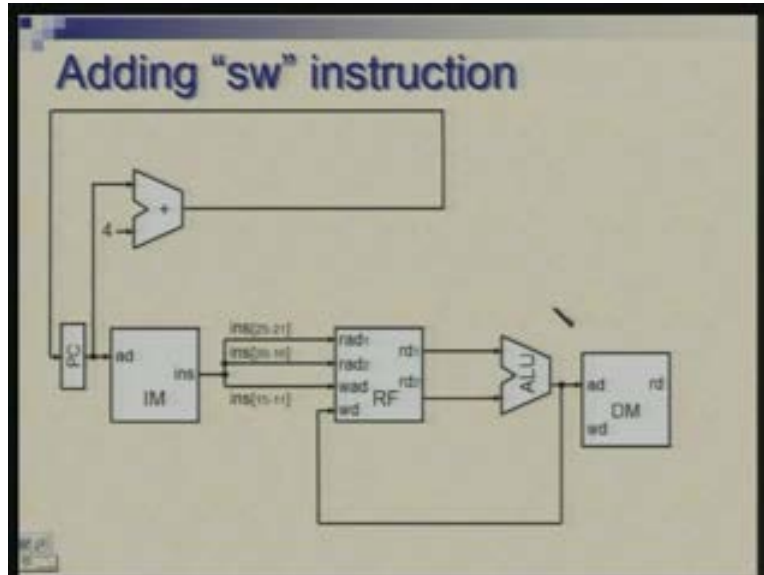 Adding "sw" instruction
+
4
PC
ad
ins
IM
ins[25-21]
ins[20-16]
ins[15-11]
rad1
rad2
wad
wd
rd1
rd2
RF
ALU
ad
rd
wd
DM